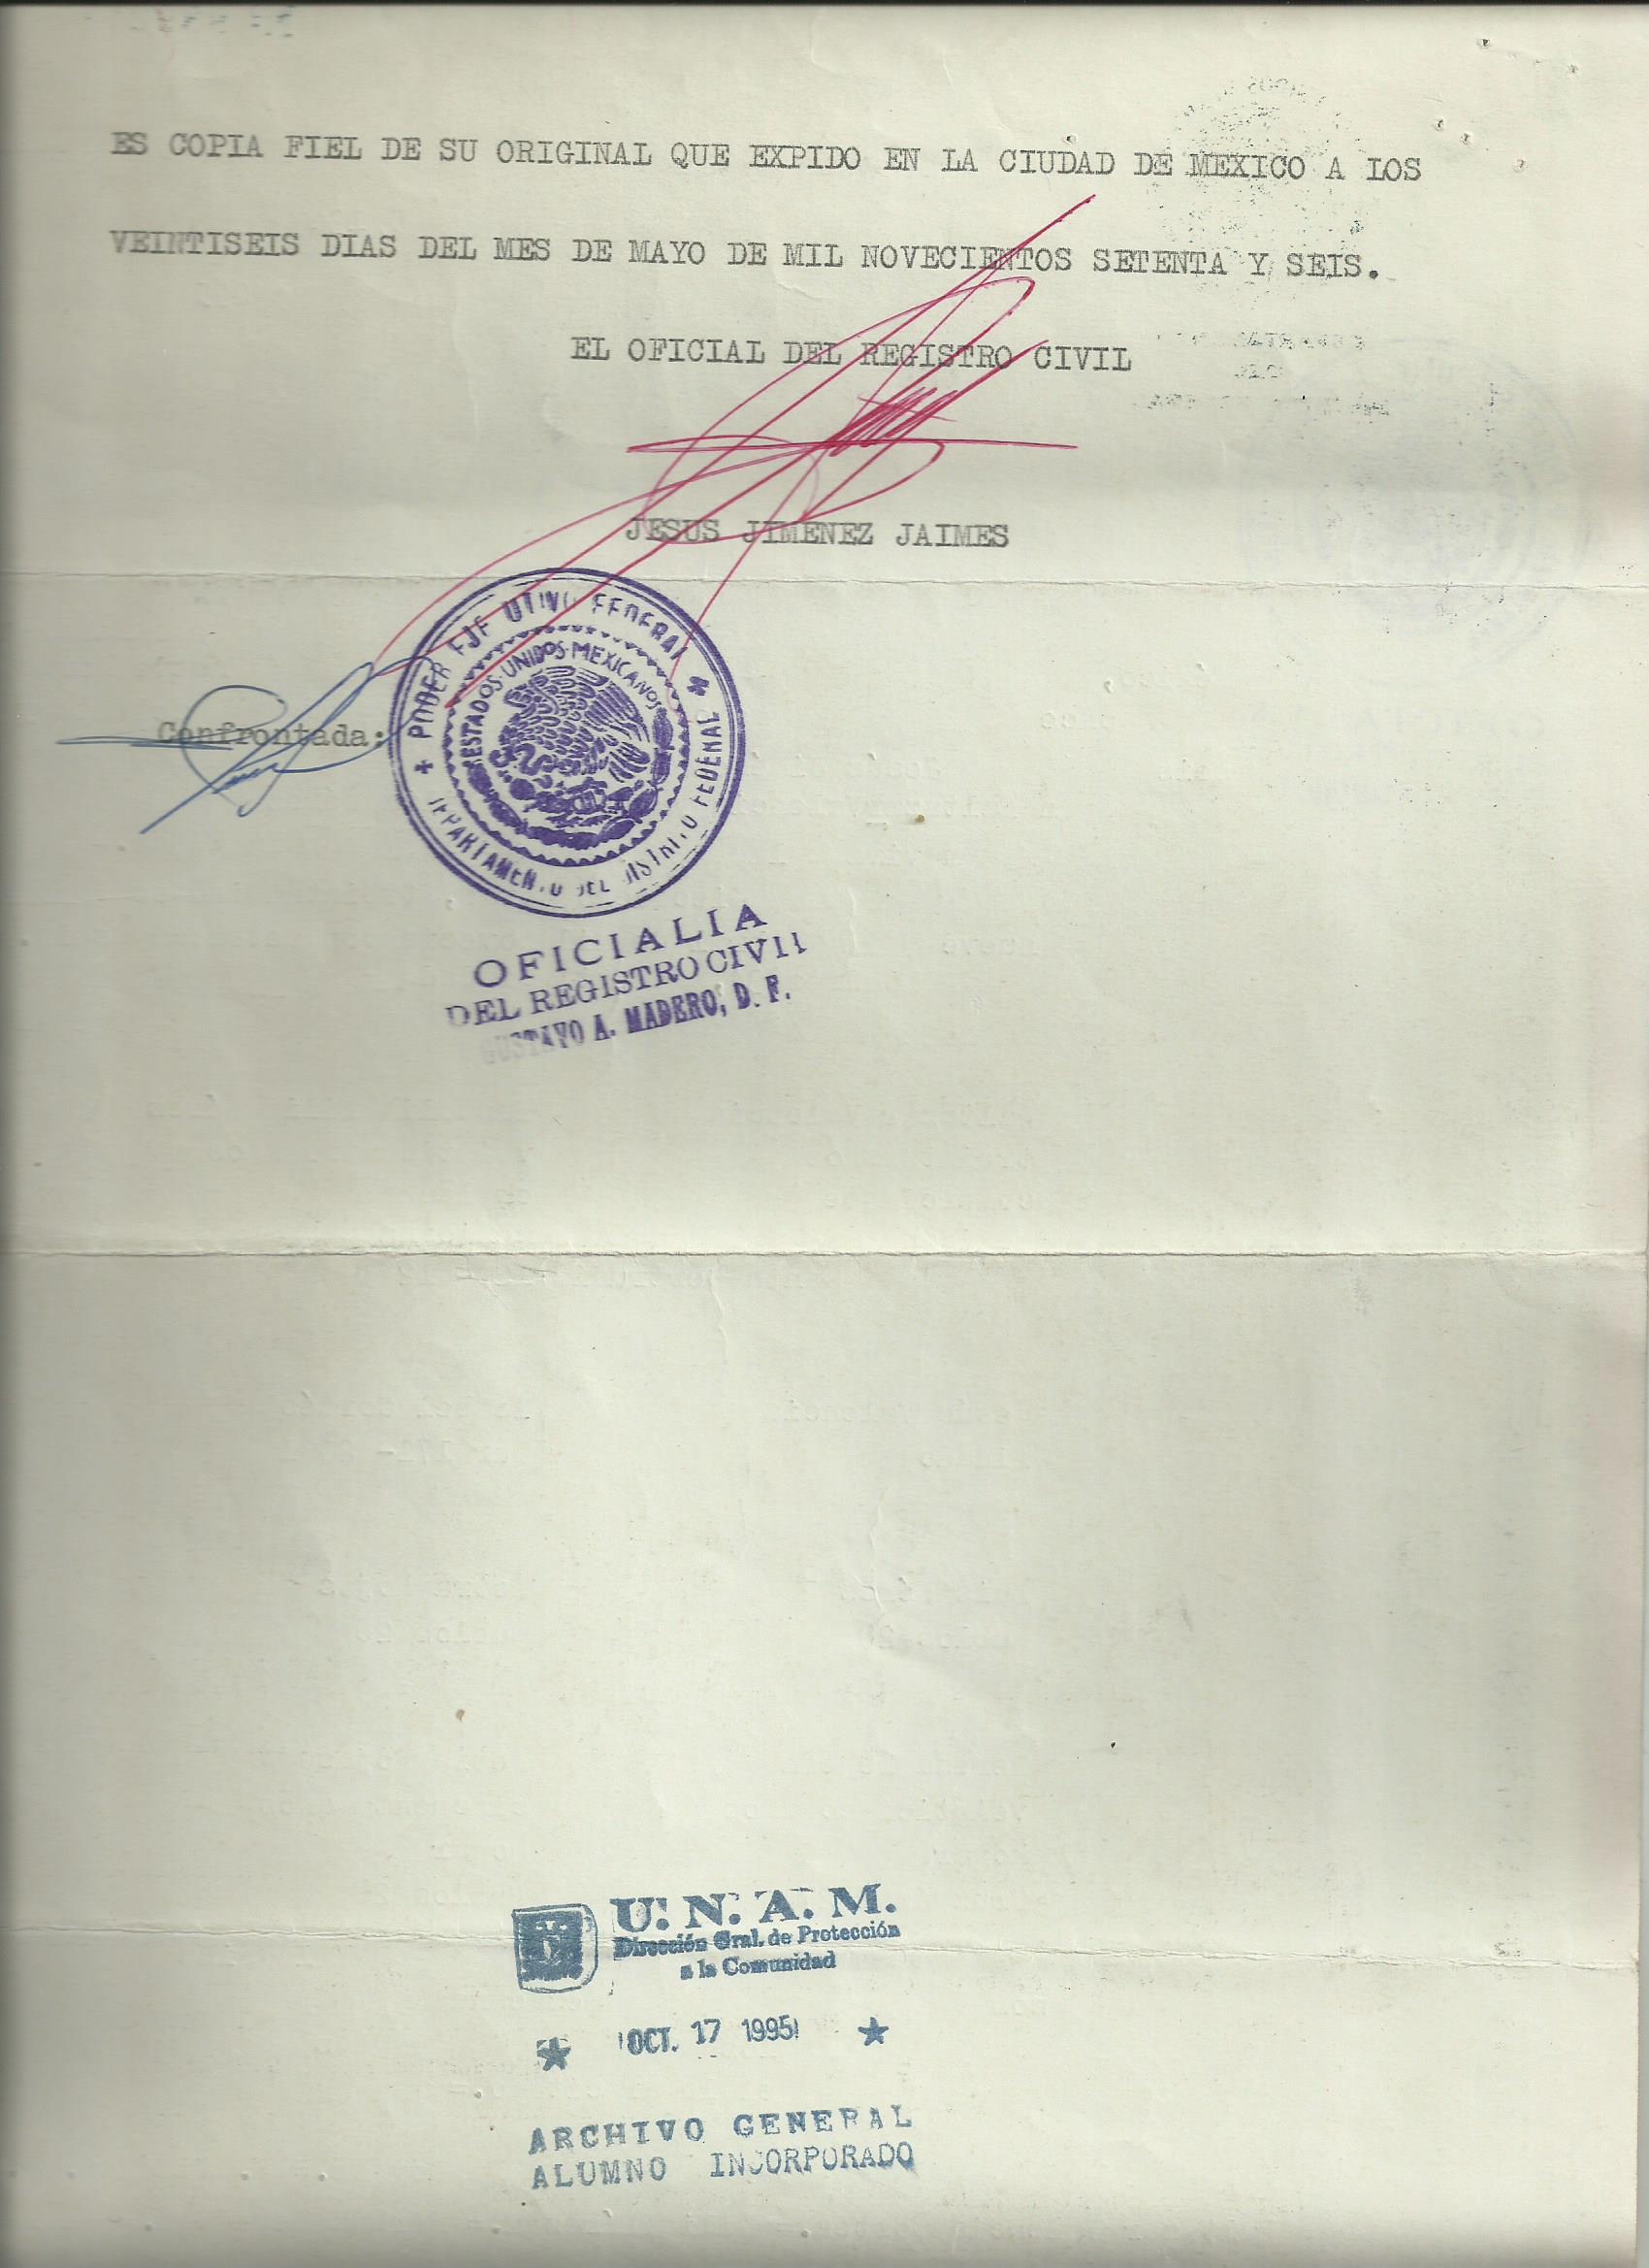 ES COPIA FIEL DE SU ORIGINAL QUE EXPIDO EN LA CIUDAD DE MEXICO A LOS
VEINTISEIS DIAS DEL MES DE MAYO DE MIL NOVECIENTOS SETENTA Y SEIS.
EL OFICIAL DEL REGISTRO CIVIL
JESUS JIMENEZ JAIMES
Confrontada:
PODER EJECUTIVO FEDERAL
ESTADOS UNIDOS MEXICANOS
DEPARTAMENTO DEL DISTRITO FEDERAL
OFICIALIA
DEL REGISTRO CIVIL
GUSTAVO A. MADERO, D. F.
U. N. A. M.
Dirección Gral. de Protección
a la Comunidad
OCT. 17 1995
ARCHIVO GENERAL
ALUMNO INCORPORADO